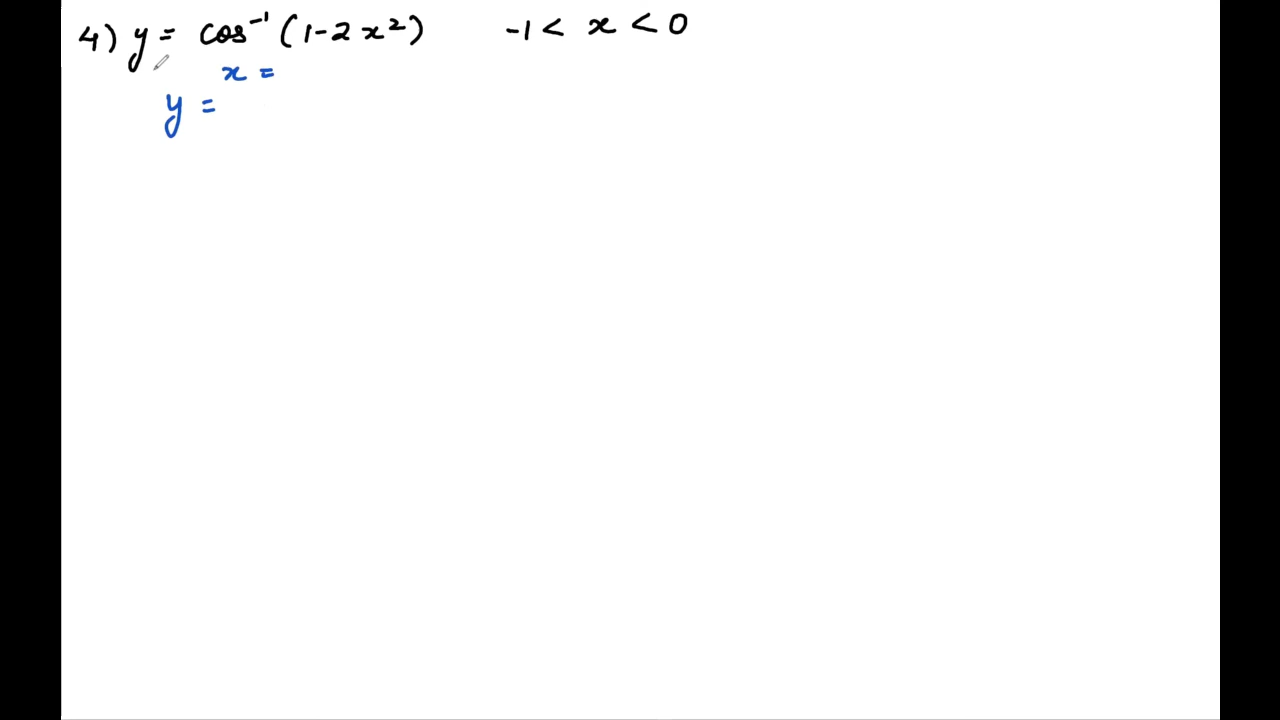 4) y = cos⁻¹ (1-2x²) -1 < x < 0
x =
y =